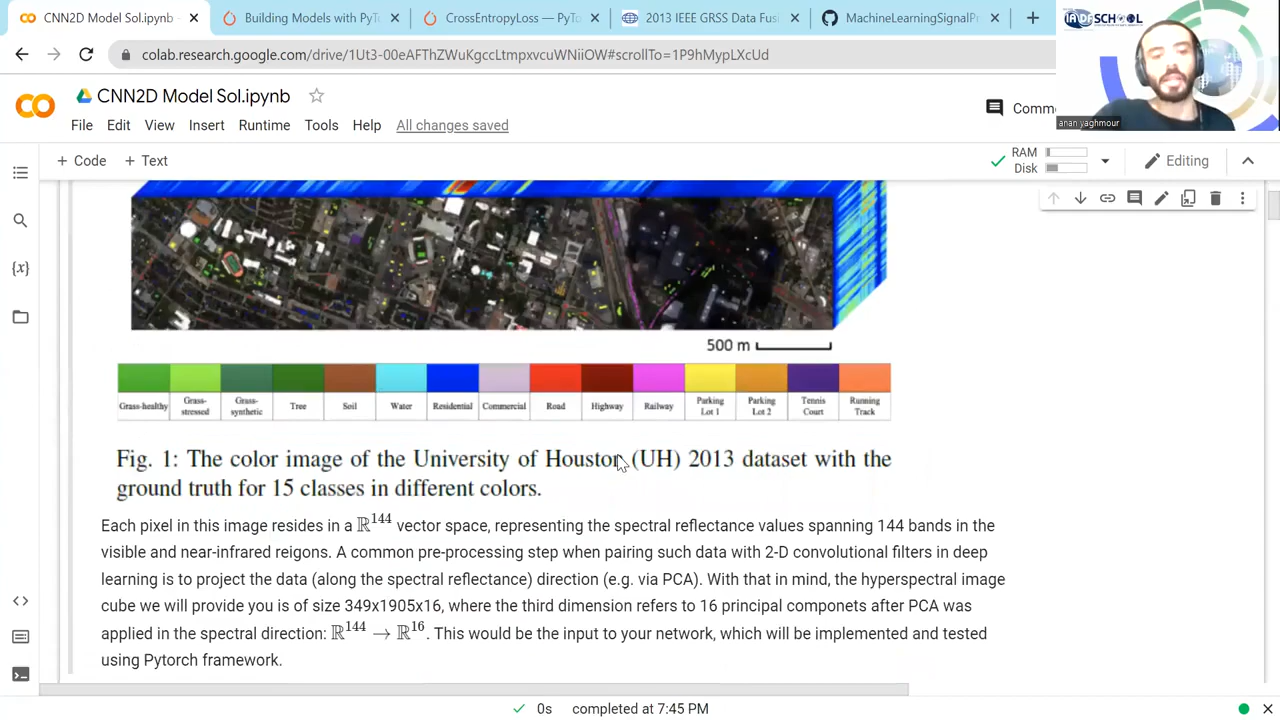 CNN2D Model Sol.ipynb -
Building Models with PyT
CrossEntropyLoss — PyTo
2013 IEEE GRSS Data Fusi
MachineLearningSignalPr
colab.research.google.com/drive/1Ut3-00eAFThZWuKgccLtmpxvcuWNiiOW#scrollTo=1P9hMypLXcUd
SCHOOL
anan yaghmour
CNN2D Model Sol.ipynb
Comme
File Edit View Insert Runtime Tools Help All changes saved
+ Code + Text
RAM
Disk
Editing
{x}
500 m
Grass-healthy
Grass-stressed
Grass-synthetic
Tree
Soil
Water
Residential
Commercial
Road
Highway
Railway
Parking Lot 1
Parking Lot 2
Tennis Court
Running Track
Fig. 1: The color image of the University of Houston (UH) 2013 dataset with the
ground truth for 15 classes in different colors.
Each pixel in this image resides in a ℝ¹⁴⁴ vector space, representing the spectral reflectance values spanning 144 bands in the
visible and near-infrared reigons. A common pre-processing step when pairing such data with 2-D convolutional filters in deep
learning is to project the data (along the spectral reflectance) direction (e.g. via PCA). With that in mind, the hyperspectral image
cube we will provide you is of size 349x1905x16, where the third dimension refers to 16 principal componets after PCA was
applied in the spectral direction: ℝ¹⁴⁴ → ℝ¹⁶. This would be the input to your network, which will be implemented and tested
using Pytorch framework.
0s completed at 7:45 PM